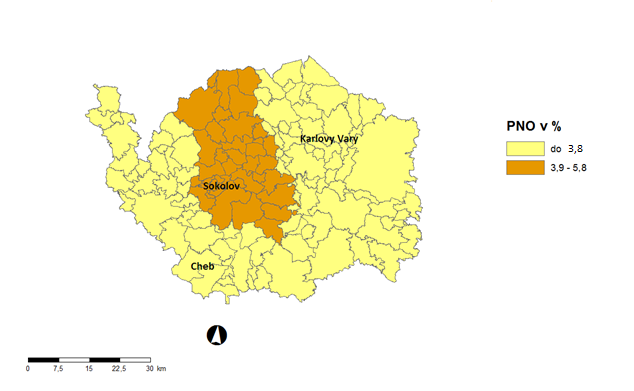 PNO v %
do 3,8
3,9 - 5,8
Karlovy Vary
Sokolov
Cheb
0 7,5 15 22,5 30 km